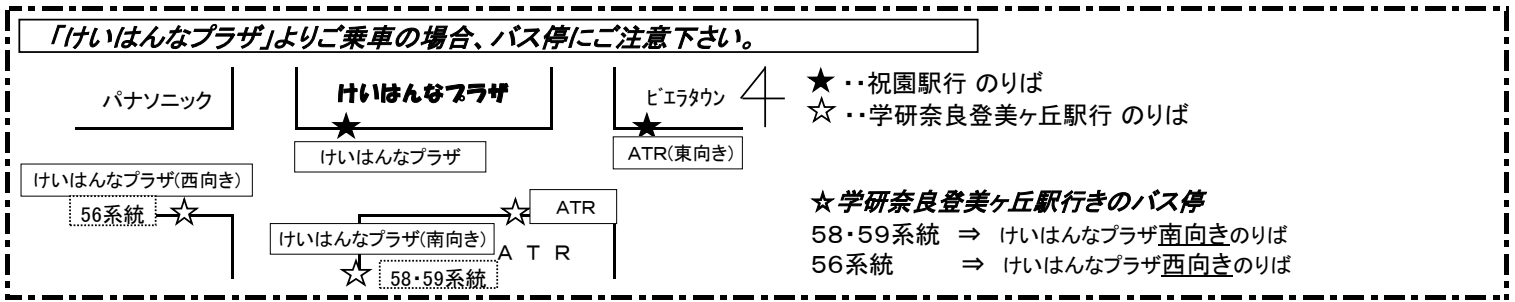 「けいはんなプラザ」よりご乗車の場合、バス停にご注意下さい。
パナソニック
けいはんなプラザ
ビエラタウン
★‥祝園駅行 のりば
☆‥学研奈良登美ヶ丘駅行 のりば
けいはんなプラザ
ATR(東向き)
けいはんなプラザ(西向き)
56系統
ATR
けいはんなプラザ(南向き)
ATR
58・59系統
☆学研奈良登美ヶ丘駅行きのバス停
58・59系統 ⇒ けいはんなプラザ南向きのりば
56系統 ⇒ けいはんなプラザ西向きのりば